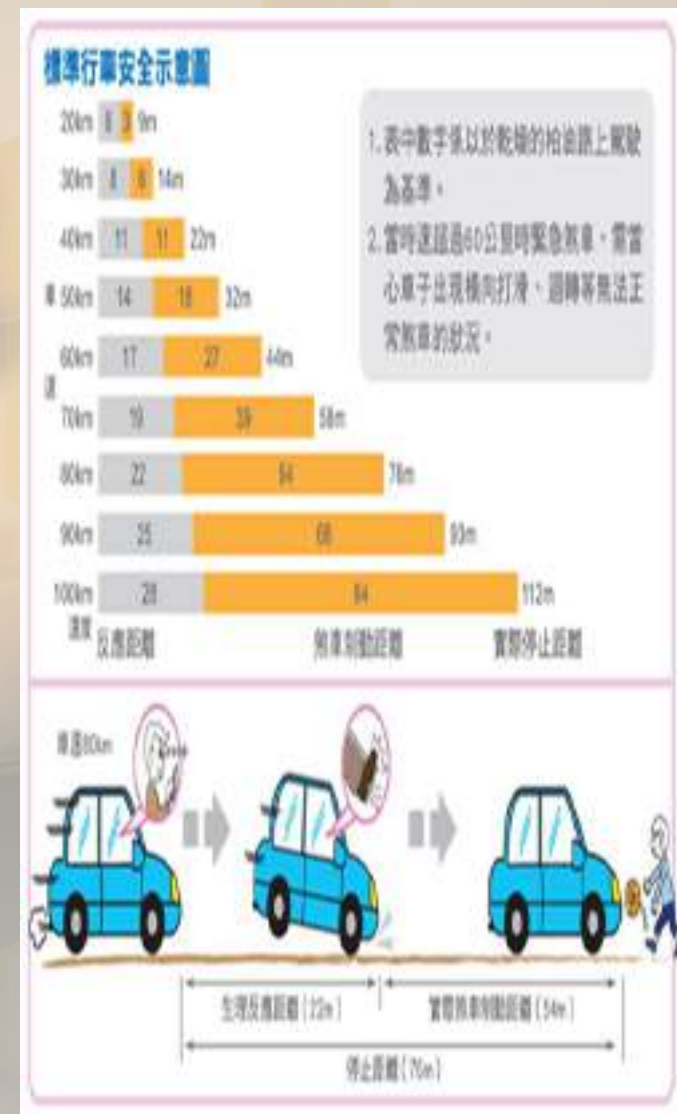 標準行車安全示意圖
20km 6 3 9m
30km 8 6 14m
40km 11 11 22m
車 50km 14 18 32m
60km 17 27 44m
速
70km 19 39 58m
80km 22 54 76m
90km 25 68 93m
100km 28 84 112m
速度 反應距離 煞車制動距離 實際停止距離
1.表中數字係以於乾燥的柏油路上駕駛
為基準。
2.當時速超過60公里時緊急煞車,需當
心車子出現橫向打滑、迴轉等無法正
常煞車的狀況。
車速80km
生理反應距離(22m) 實際煞車制動距離(54m)
停止距離(76m)